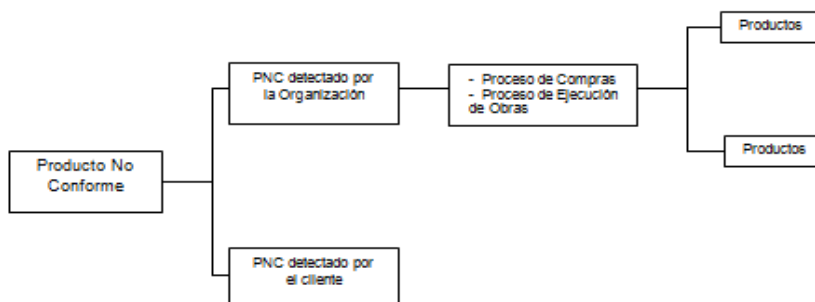 Producto No
Conforme
PNC detectado por
la Organización
PNC detectado por
el cliente
- Proceso de Compras
- Proceso de Ejecución
de Obras
Productos
Productos